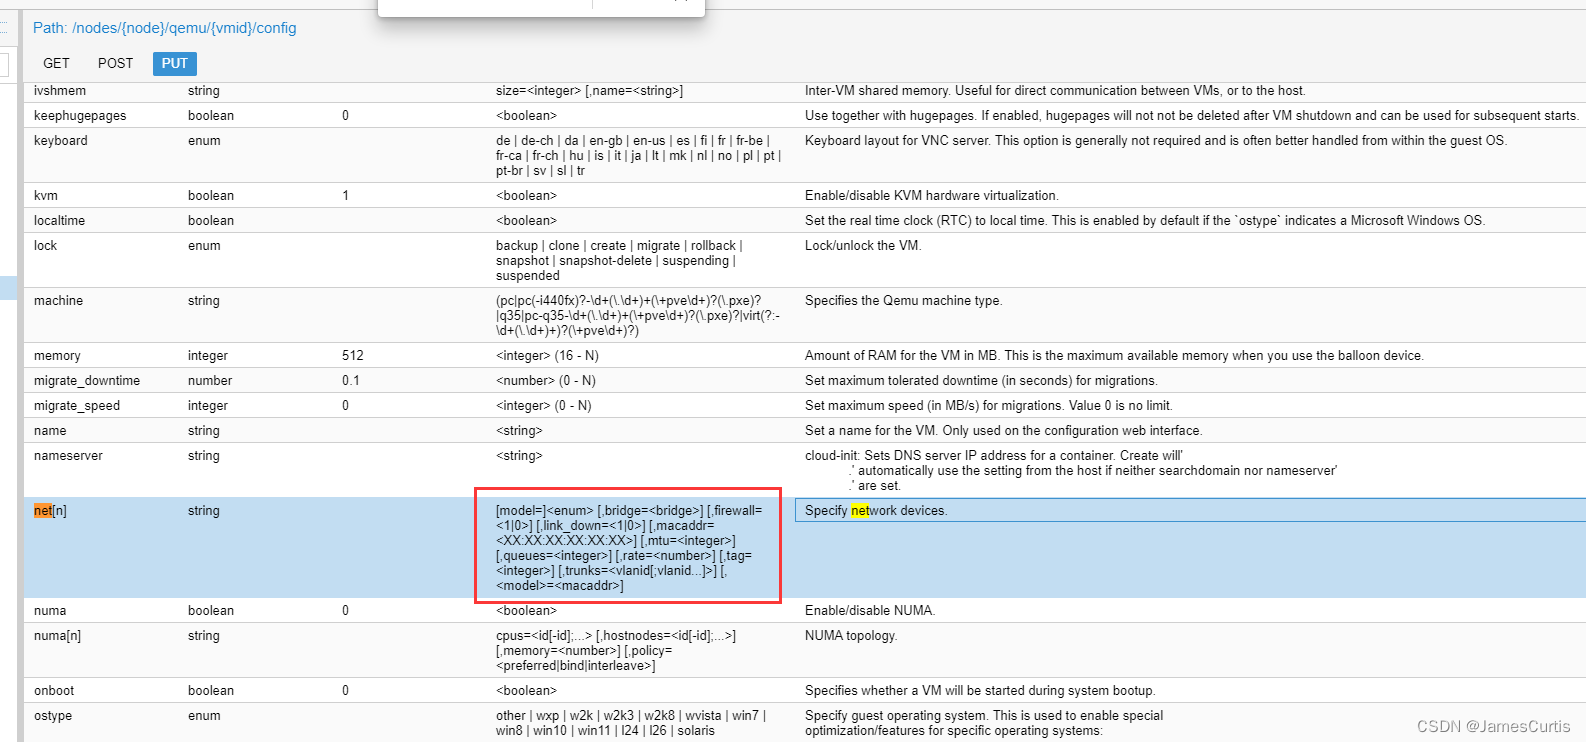 Path: /nodes/{node}/qemu/{vmid}/config
GET POST PUT
ivshmem string size=<integer> [,name=<string>] Inter-VM shared memory. Useful for direct communication between VMs, or to the host.
keephugepages boolean 0 <boolean> Use together with hugepages. If enabled, hugepages will not not be deleted after VM shutdown and can be used for subsequent starts.
keyboard enum de | de-ch | da | en-gb | en-us | es | fi | fr | fr-be | Keyboard layout for VNC server. This option is generally not required and is often better handled from within the guest OS.
fr-ca | fr-ch | hu | is | it | ja | lt | mk | nl | no | pl | pt |
pt-br | sv | sl | tr
kvm boolean 1 <boolean> Enable/disable KVM hardware virtualization.
localtime boolean <boolean> Set the real time clock (RTC) to local time. This is enabled by default if the `ostype` indicates a Microsoft Windows OS.
lock enum backup | clone | create | migrate | rollback | Lock/unlock the VM.
snapshot | snapshot-delete | suspending |
suspended
machine string (pc|pc(-i440fx)?-\d+(\.\d+)+(\+pve\d+)?(\.pxe)? Specifies the Qemu machine type.
|q35|pc-q35-\d+(\.\d+)+(\+pve\d+)?(\.pxe)?|virt(?:-
\d+(\.\d+)+)?(\+pve\d+)?)
memory integer 512 <integer> (16 - N) Amount of RAM for the VM in MB. This is the maximum available memory when you use the balloon device.
migrate_downtime number 0.1 <number> (0 - N) Set maximum tolerated downtime (in seconds) for migrations.
migrate_speed integer 0 <integer> (0 - N) Set maximum speed (in MB/s) for migrations. Value 0 is no limit.
name string <string> Set a name for the VM. Only used on the configuration web interface.
nameserver string <string> cloud-init: Sets DNS server IP address for a container. Create will'
.' automatically use the setting from the host if neither searchdomain nor nameserver'
.' are set.
net[n] string [model=]<enum> [,bridge=<bridge>] [,firewall= Specify network devices.
<1|0>] [,link_down=<1|0>] [,macaddr=
<XX:XX:XX:XX:XX:XX>] [,mtu=<integer>]
[,queues=<integer>] [,rate=<number>] [,tag=
<integer>] [,trunks=<vlanid[;vlanid...]>] [,
<model>=<macaddr>]
numa boolean 0 <boolean> Enable/disable NUMA.
numa[n] string cpus=<id[-id];...> [,hostnodes=<id[-id];...>] NUMA topology.
[,memory=<number>] [,policy=
<preferred|bind|interleave>]
onboot boolean 0 <boolean> Specifies whether a VM will be started during system bootup.
ostype enum other | wxp | w2k | w2k3 | w2k8 | wvista | win7 | Specify guest operating system. This is used to enable special
win8 | win10 | win11 | l24 | l26 | solaris optimization/features for specific operating systems:
CSDN @JamesCurtis